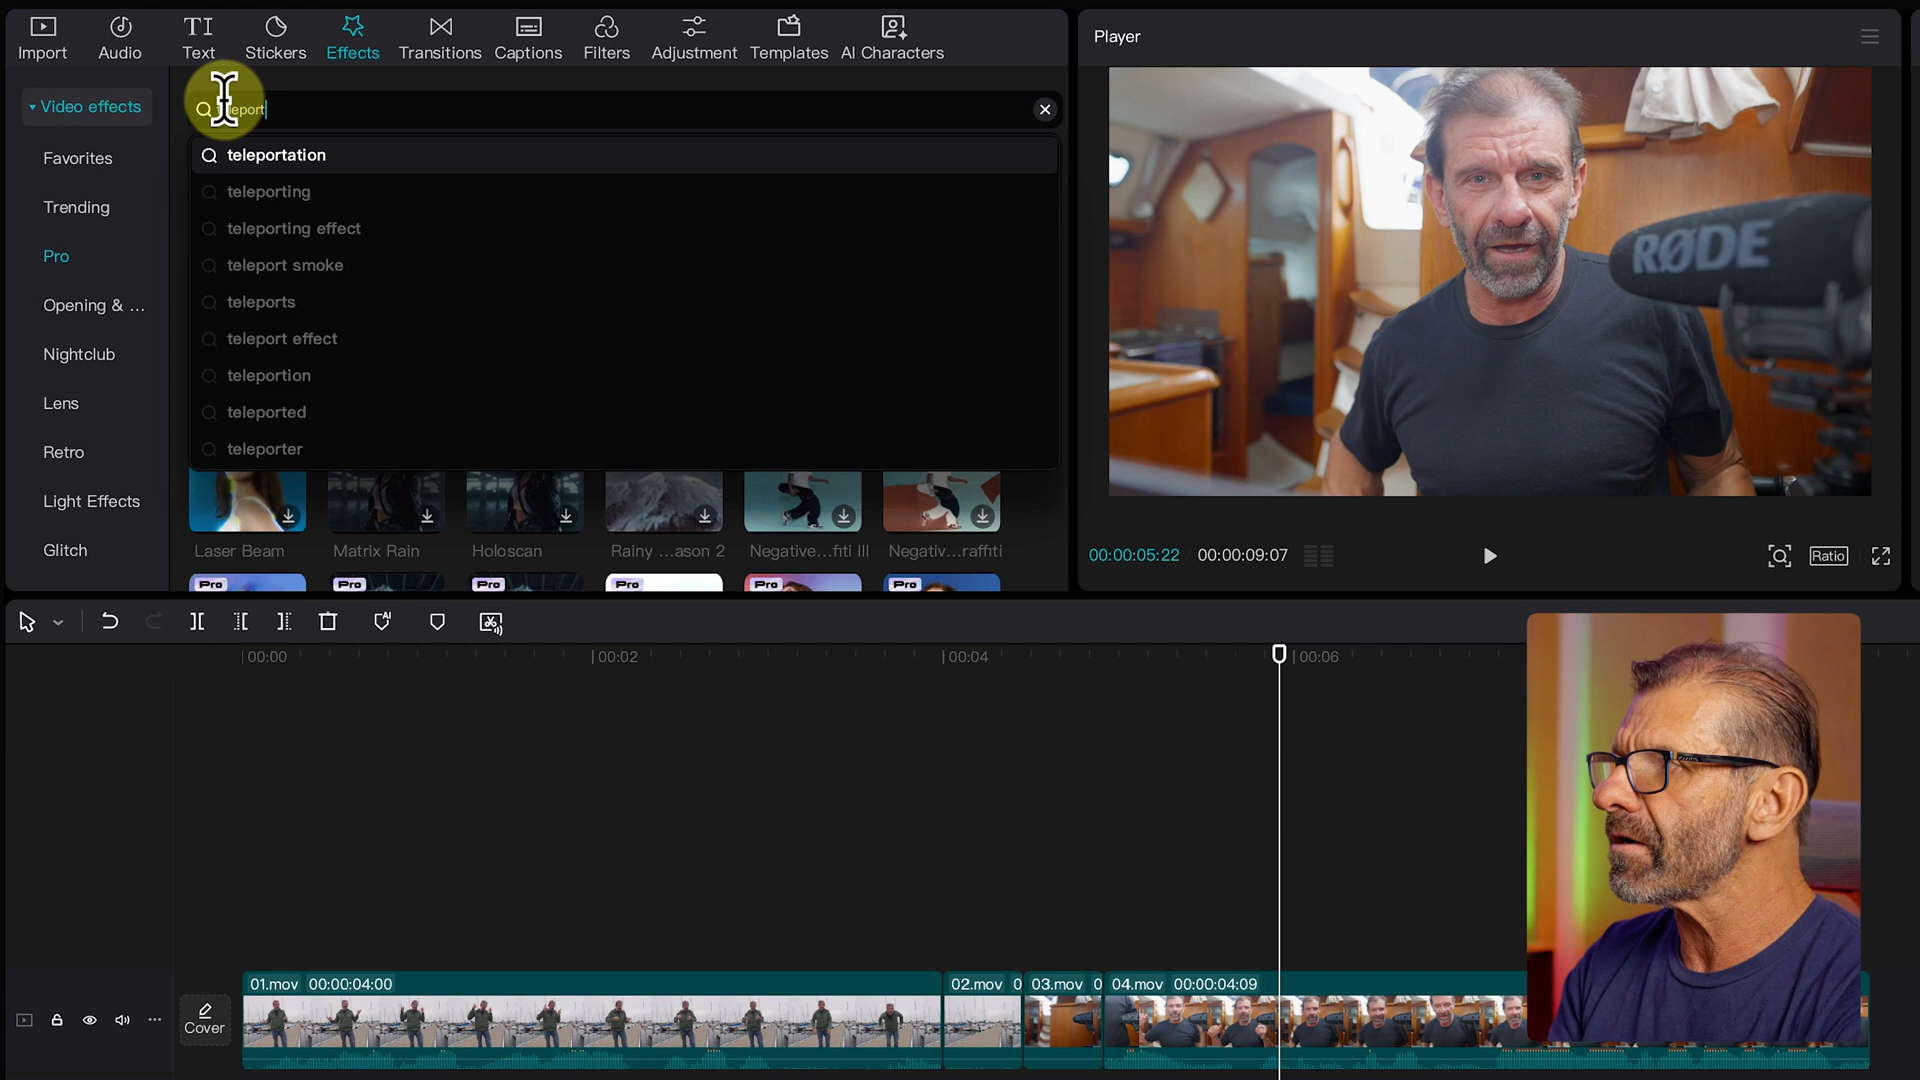 Import
Audio
Text
Stickers
Effects
Transitions
Captions
Filters
Adjustment
Templates
AI Characters
Player
Video effects
Favorites
Trending
Pro
Opening & ...
Nightclub
Lens
Retro
Light Effects
Glitch
teleportation
teleporting
teleporting effect
teleport smoke
teleports
teleport effect
teleportion
teleported
teleporter
Laser Beam
Matrix Rain
Holoscan
Rainy ...ason 2
Negative...fiti III
Negativ...raffiti
Pro
Pro
Pro
Pro
Pro
Pro
RØDE
00:00:05:22
00:00:09:07
Ratio
00:00
00:02
00:04
00:06
Cover
01.mov 00:00:04:00
02.mov 0
03.mov 0
04.mov 00:00:04:09